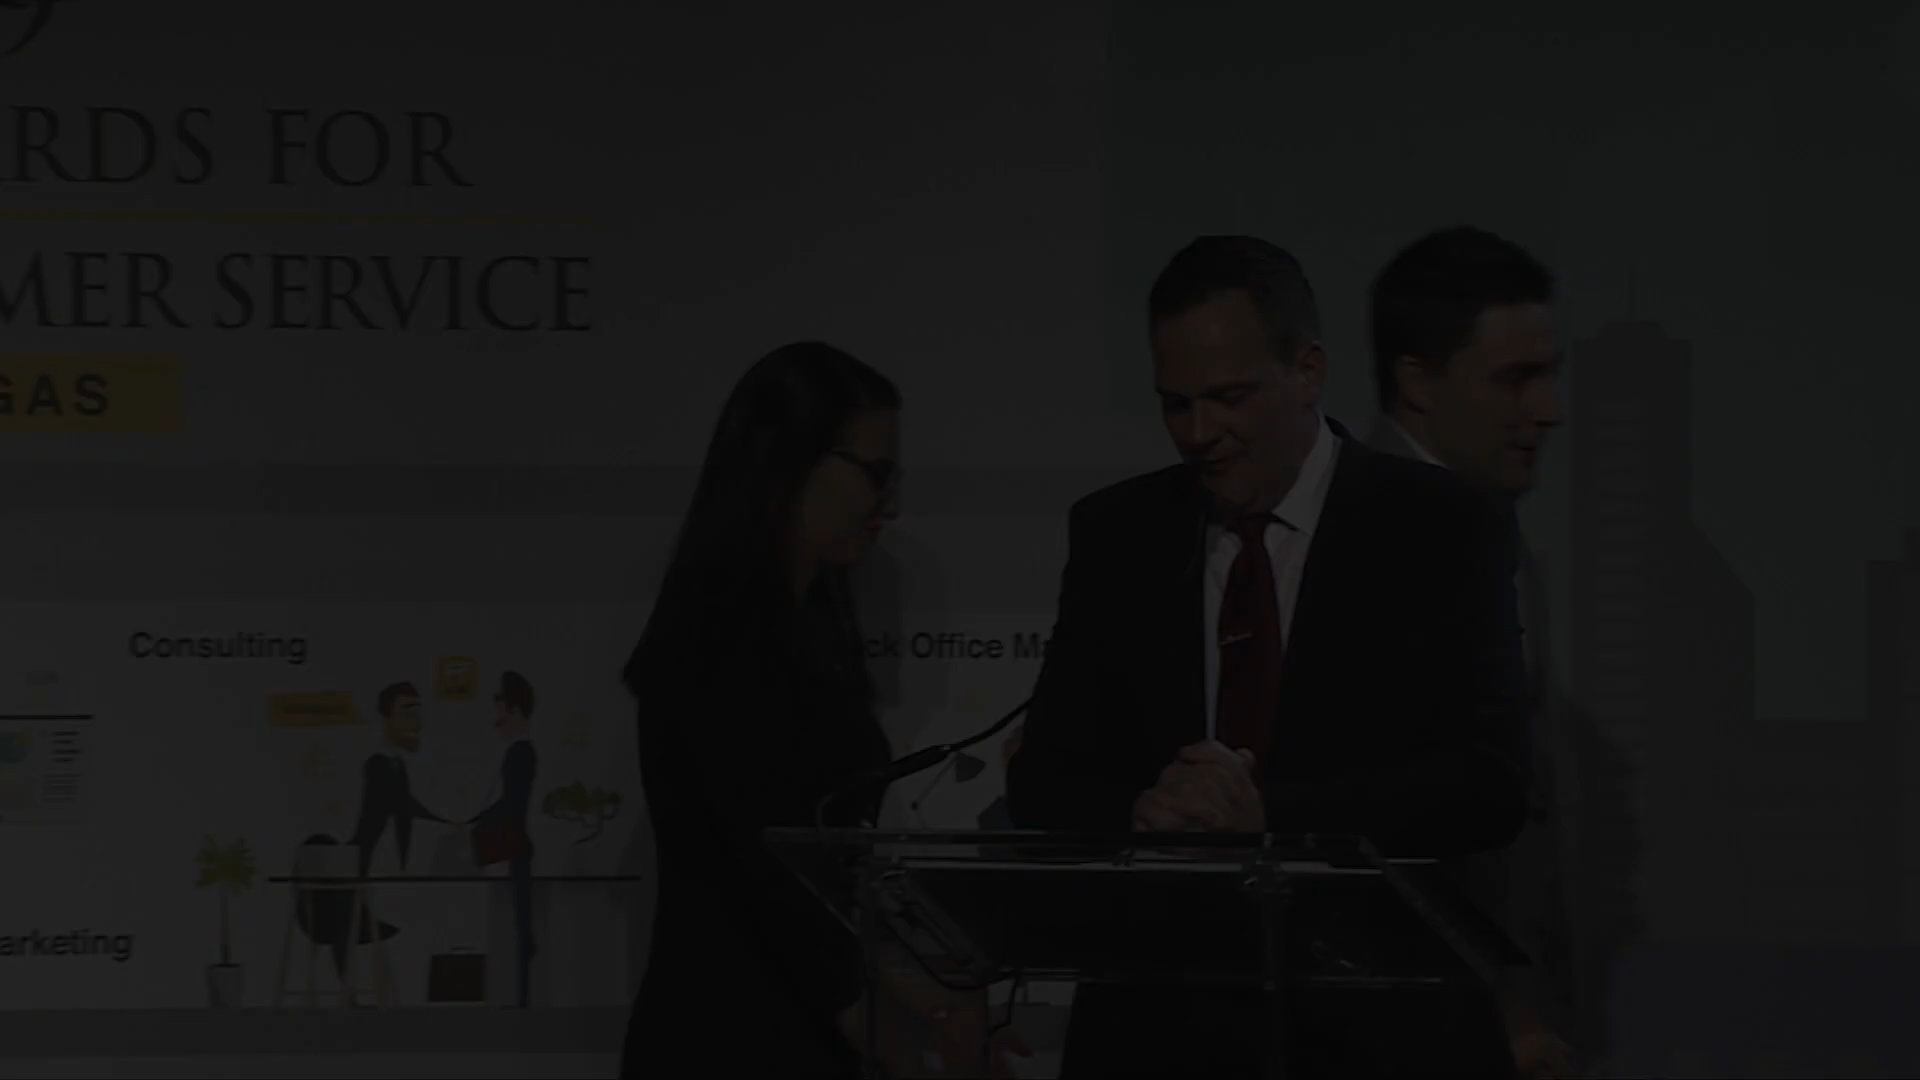 RDS FOR
MER SERVICE
GAS
Consulting
ck Office Ma
arketing